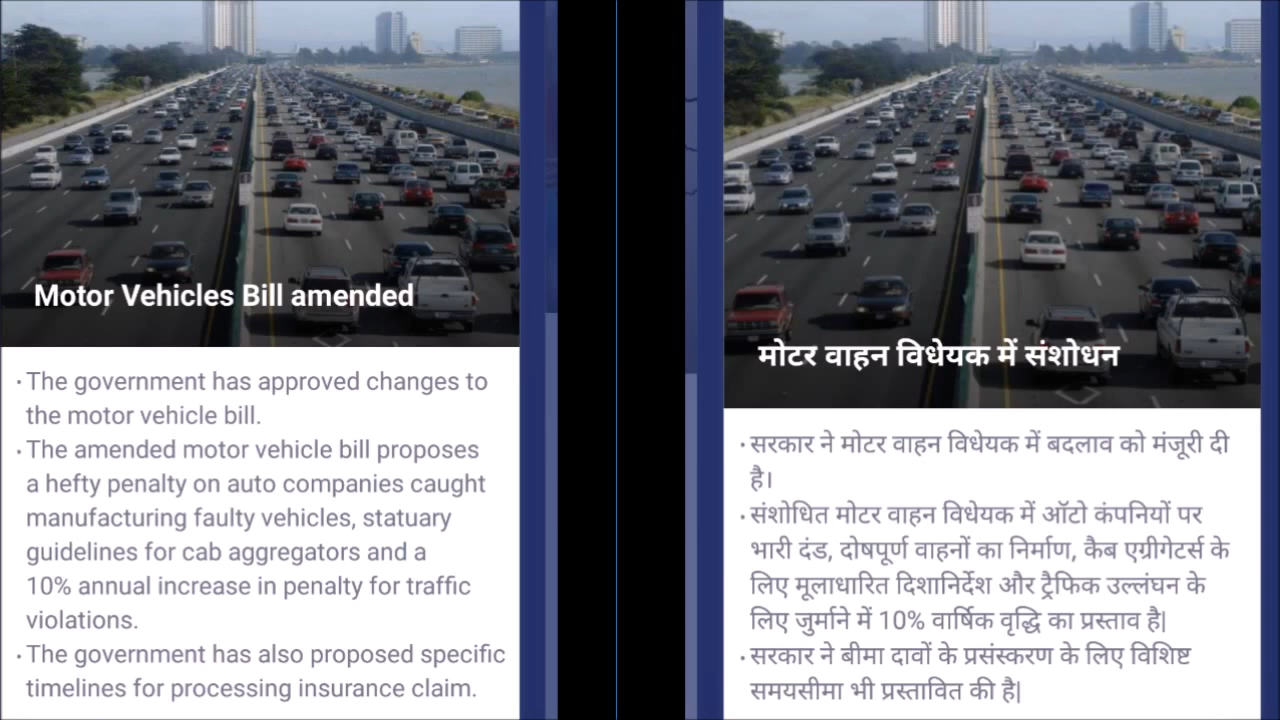 Motor Vehicles Bill amended
· The government has approved changes to
the motor vehicle bill.
· The amended motor vehicle bill proposes
a hefty penalty on auto companies caught
manufacturing faulty vehicles, statuary
guidelines for cab aggregators and a
10% annual increase in penalty for traffic
violations.
· The government has also proposed specific
timelines for processing insurance claim.
मोटर वाहन विधेयक में संशोधन
· सरकार ने मोटर वाहन विधेयक में बदलाव को मंजूरी दी
है।
· संशोधित मोटर वाहन विधेयक में ऑटो कंपनियों पर
भारी दंड, दोषपूर्ण वाहनों का निर्माण, कैब एग्रीगेटर्स के
लिए मूलाधारित दिशानिर्देश और ट्रैफिक उल्लंघन के
लिए जुर्माने में 10% वार्षिक वृद्धि का प्रस्ताव है|
· सरकार ने बीमा दावों के प्रसंस्करण के लिए विशिष्ट
समयसीमा भी प्रस्तावित की है|